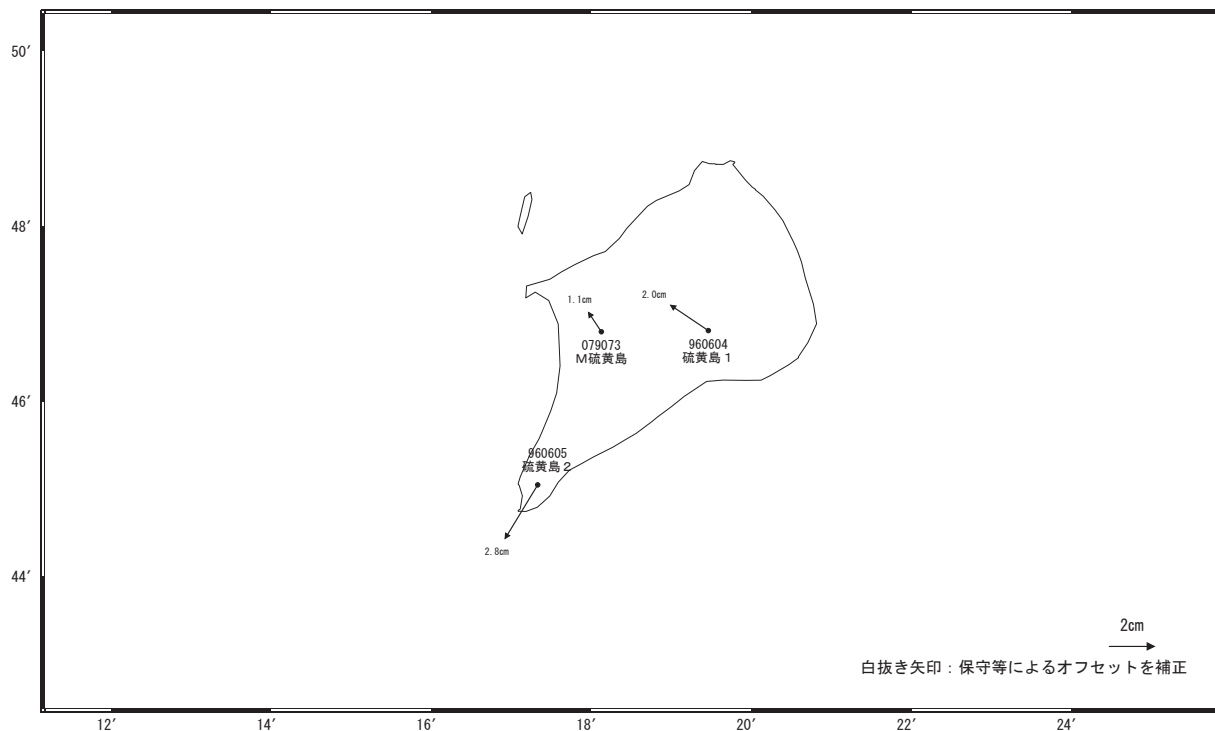 50′
48′
1.1cm
2.0cm
079073
M硫黄島
960604
硫黄島１
46′
960605
硫黄島２
2.8cm
44′
2cm
白抜き矢印：保守等によるオフセットを補正
12′
14′
16′
18′
20′
22′
24′